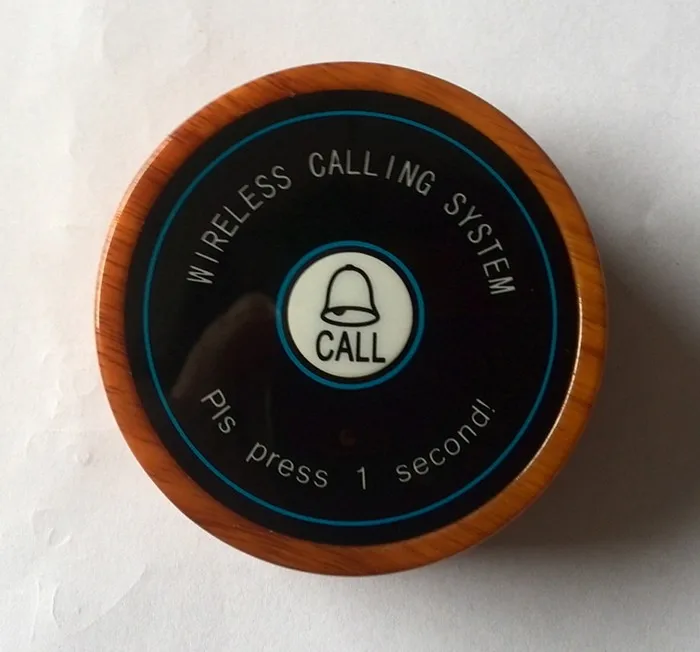 WIRELESS CALLING SYSTEM
CALL
Pls press 1 second!